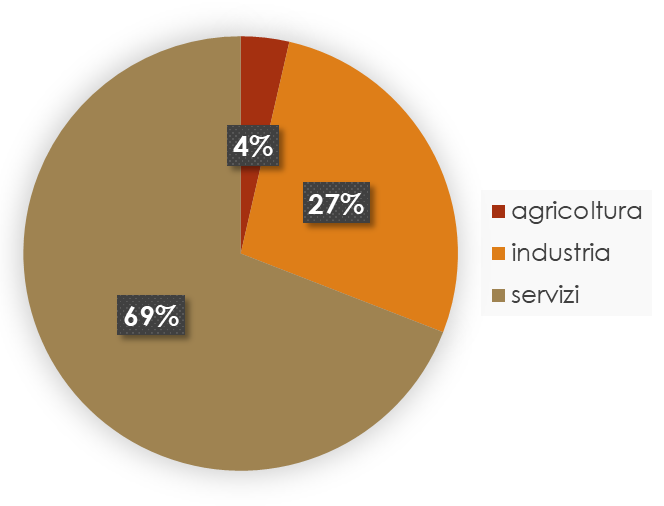 4%
27%
69%
agricoltura
industria
servizi